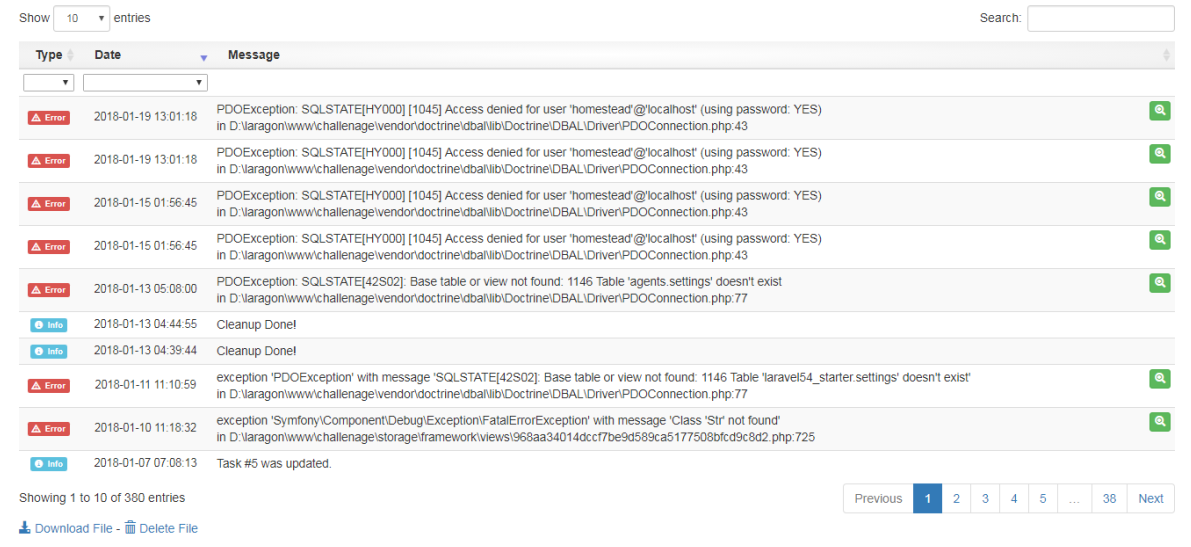 Show 10 entries Search:
Type Date Message
Error 2018-01-19 13:01:18 PDOException: SQLSTATE[HY000] [1045] Access denied for user 'homestead'@'localhost' (using password: YES)
in D:\laragon\www\challenage\vendor\doctrine\dbal\lib\Doctrine\DBAL\Driver\PDOConnection.php:43
Error 2018-01-19 13:01:18 PDOException: SQLSTATE[HY000] [1045] Access denied for user 'homestead'@'localhost' (using password: YES)
in D:\laragon\www\challenage\vendor\doctrine\dbal\lib\Doctrine\DBAL\Driver\PDOConnection.php:43
Error 2018-01-15 01:56:45 PDOException: SQLSTATE[HY000] [1045] Access denied for user 'homestead'@'localhost' (using password: YES)
in D:\laragon\www\challenage\vendor\doctrine\dbal\lib\Doctrine\DBAL\Driver\PDOConnection.php:43
Error 2018-01-15 01:56:45 PDOException: SQLSTATE[HY000] [1045] Access denied for user 'homestead'@'localhost' (using password: YES)
in D:\laragon\www\challenage\vendor\doctrine\dbal\lib\Doctrine\DBAL\Driver\PDOConnection.php:43
Error 2018-01-13 05:08:00 PDOException: SQLSTATE[42S02]: Base table or view not found: 1146 Table 'agents.settings' doesn't exist
in D:\laragon\www\challenage\vendor\doctrine\dbal\lib\Doctrine\DBAL\Driver\PDOConnection.php:77
Info 2018-01-13 04:44:55 Cleanup Done!
Info 2018-01-13 04:39:44 Cleanup Done!
Error 2018-01-11 11:10:59 exception 'PDOException' with message 'SQLSTATE[42S02]: Base table or view not found: 1146 Table 'laravel54_starter.settings' doesn't exist'
in D:\laragon\www\challenage\vendor\doctrine\dbal\lib\Doctrine\DBAL\Driver\PDOConnection.php:77
Error 2018-01-10 11:18:32 exception 'Symfony\Component\Debug\Exception\FatalErrorException' with message 'Class 'Str' not found'
in D:\laragon\www\challenage\storage\framework\views\968aa34014dccf7be9d589ca5177508bfcd9c8d2.php:725
Info 2018-01-07 07:08:13 Task #5 was updated.
Showing 1 to 10 of 380 entries Previous 1 2 3 4 5 ... 38 Next
Download File - Delete File